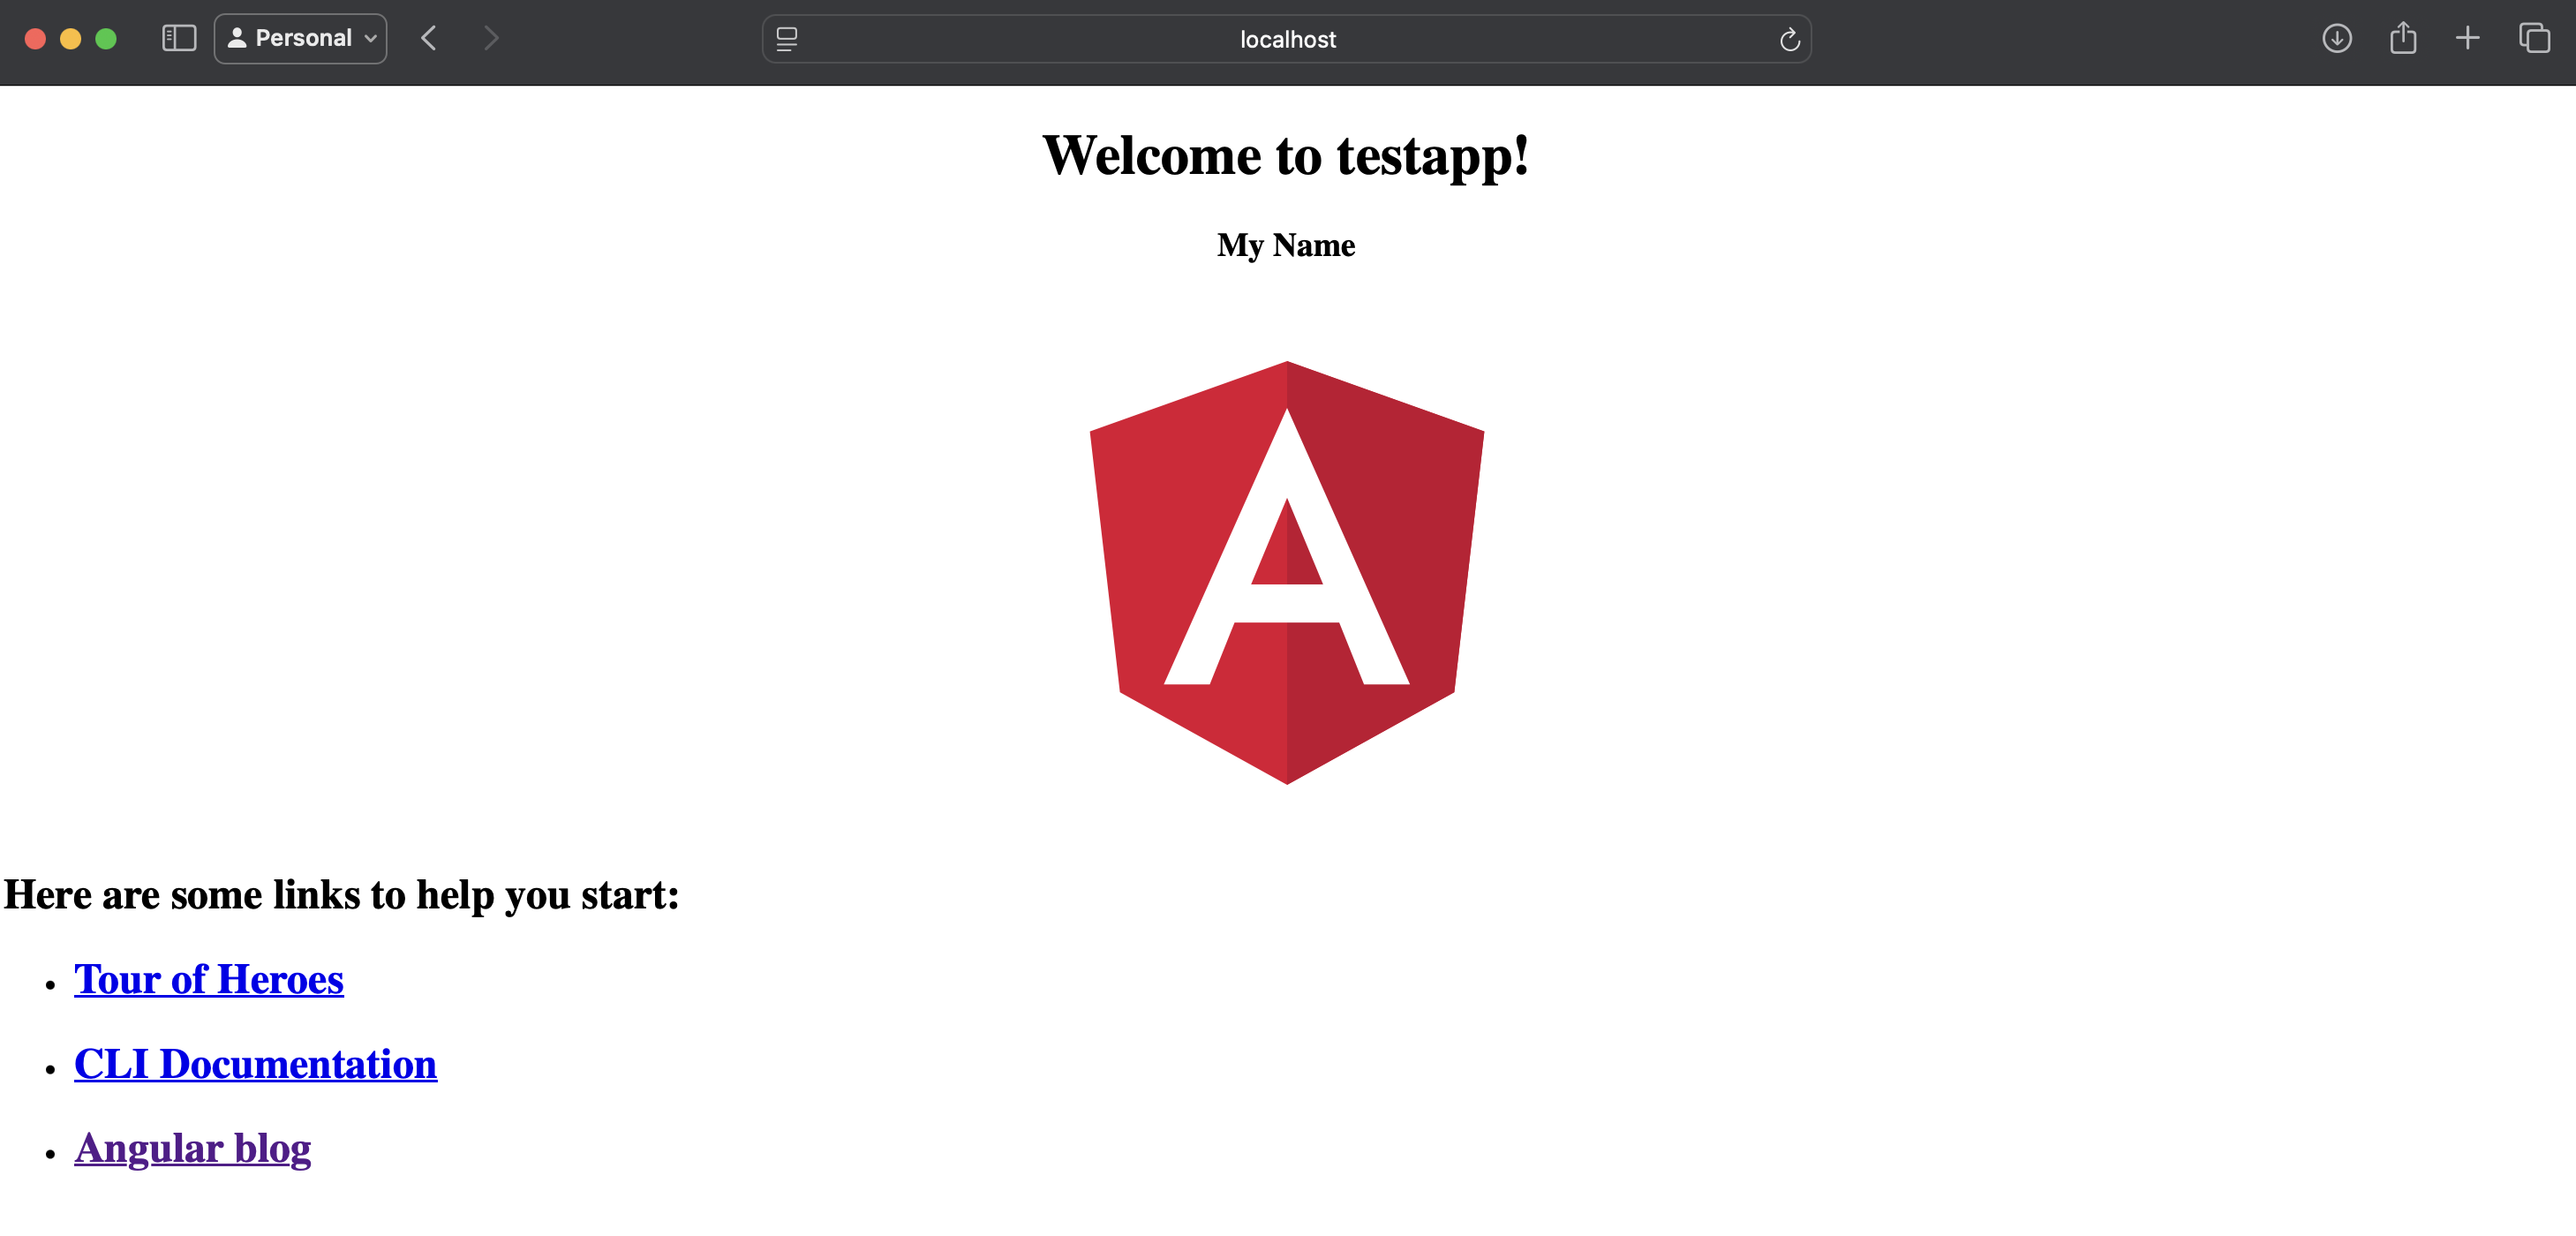 Personal
localhost
Welcome to testapp!
My Name
A
Here are some links to help you start:
Tour of Heroes
CLI Documentation
Angular blog